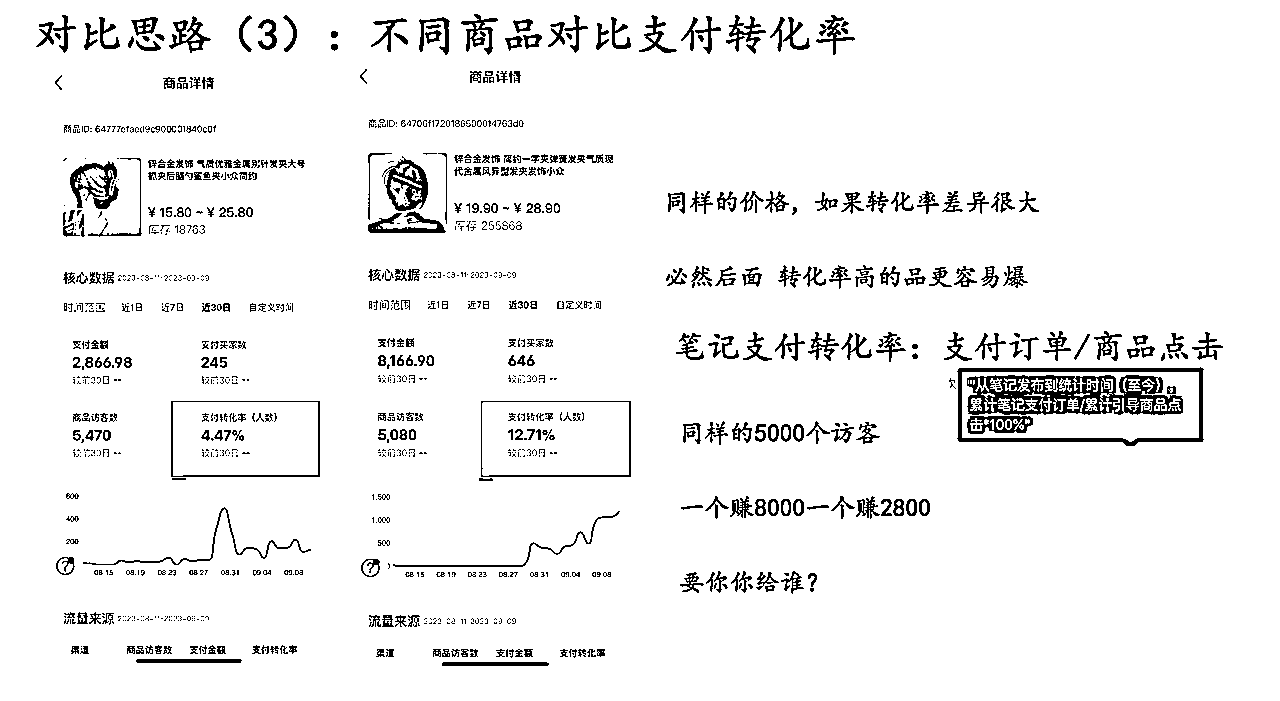 对比思路（3）：不同商品对比支付转化率
商品详情
锌合金发饰 气质优雅金属别针发夹大号
抓夹后脑勺鲨鱼夹小众简约
¥ 15.80 ~ ¥ 25.80
库存 18763
核心数据 2023-08-11-2023-09-09
时间范围 近1日 近7日 近30日 自定义时间
支付金额 支付买家数
2,866.98 245
较前30日 -- 较前30日 --
商品访客数 支付转化率（人数）
5,470 4.47%
较前30日 -- 较前30日 --
600
400
200
08.15 08.19 08.23 08.27 08.31 09.04 09.08
流量来源 2023-08-11-2023-09-09
渠道 商品访客数 支付金额 支付转化率
商品详情
锌合金发饰 简约一字夹弹簧发夹气质现
代金属风异型发夹发饰小众
¥ 19.90 ~ ¥ 28.90
库存 255868
核心数据 2023-08-11-2023-09-09
时间范围 近1日 近7日 近30日 自定义时间
支付金额 支付买家数
8,166.90 646
较前30日 -- 较前30日 --
商品访客数 支付转化率（人数）
5,080 12.71%
较前30日 -- 较前30日 --
1,500
1,000
500
08.15 08.19 08.23 08.27 08.31 09.04 09.08
流量来源 2023-08-11-2023-09-09
渠道 商品访客数 支付金额 支付转化率
同样的价格，如果转化率差异很大
必然后面 转化率高的品更容易爆
笔记支付转化率：支付订单/商品点击
"从笔记发布到统计时间（至今），
累计笔记支付订单/累计引导商品点
击*100%"
同样的5000个访客
一个赚8000一个赚2800
要你你给谁？